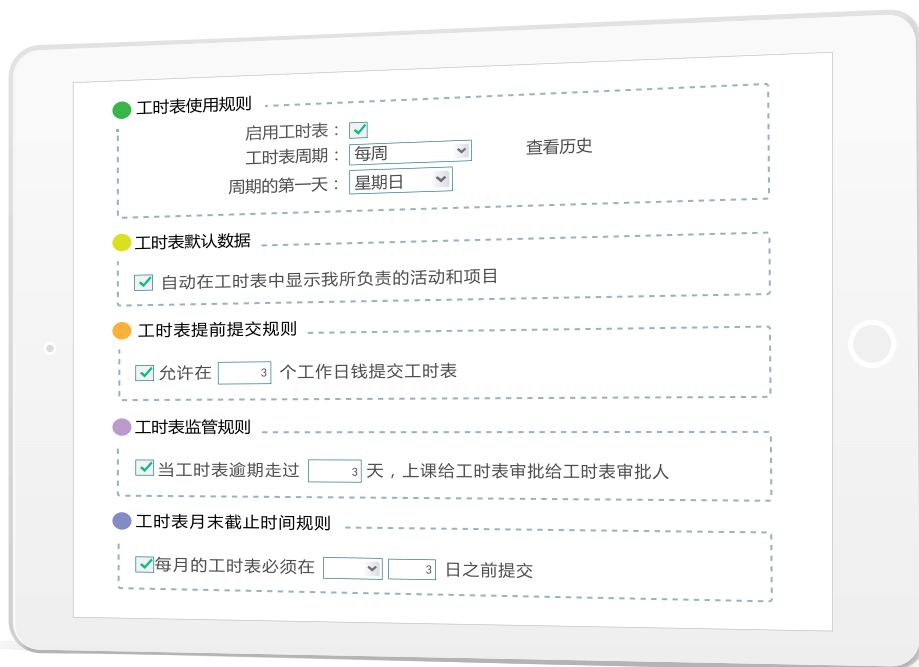 工时表使用规则
启用工时表：
工时表周期： 每周 查看历史
周期的第一天： 星期日
工时表默认数据
自动在工时表中显示我所负责的活动和项目
工时表提前提交规则
允许在 3 个工作日钱提交工时表
工时表监管规则
当工时表逾期走过 3 天，上课给工时表审批给工时表审批人
工时表月末截止时间规则
每月的工时表必须在 3 日之前提交